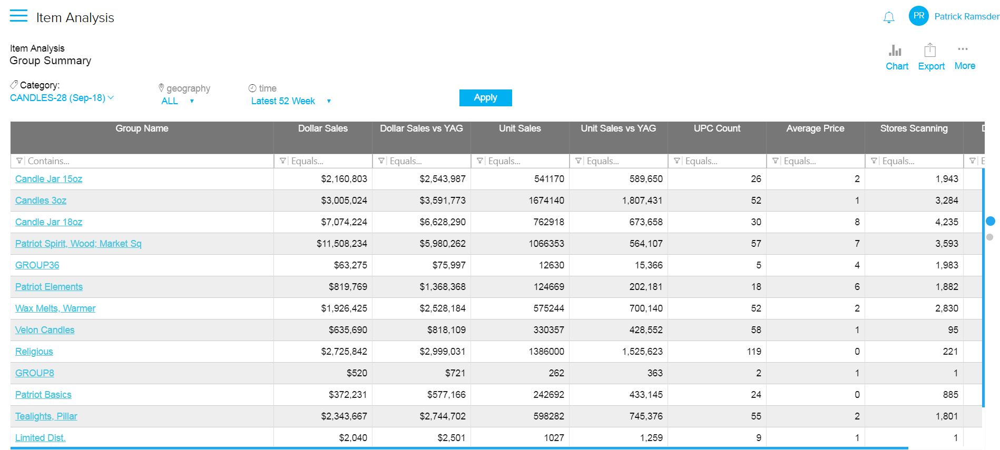 Item Analysis
PR Patrick Ramsden
Item Analysis
Group Summary
Chart Export More
Category:
CANDLES-28 (Sep-18)
geography
ALL
time
Latest 52 Week
Apply
Group Name Dollar Sales Dollar Sales vs YAG Unit Sales Unit Sales vs YAG UPC Count Average Price Stores Scanning
Contains... Equals... Equals... Equals... Equals... Equals... Equals... Equals... E
Candle Jar 15oz $2,160,803 $2,543,987 541170 589,650 26 2 1,943
Candles 3oz $3,005,024 $3,591,773 1674140 1,807,431 52 1 3,284
Candle Jar 18oz $7,074,224 $6,628,290 762918 673,658 30 8 4,235
Patriot Spirit, Wood; Market Sq $11,508,234 $5,980,262 1066353 564,107 57 7 3,593
GROUP36 $63,275 $75,997 12630 15,366 5 4 1,983
Patriot Elements $819,769 $1,368,368 124669 202,181 18 6 1,882
Wax Melts, Warmer $1,926,425 $2,528,184 575244 700,140 52 2 2,830
Velon Candles $635,690 $818,109 330357 428,552 58 1 95
Religious $2,725,842 $2,999,031 1386000 1,525,623 119 0 221
GROUP8 $520 $721 262 363 2 1 1
Patriot Basics $372,231 $577,166 242692 433,145 24 0 885
Tealights, Pillar $2,343,667 $2,744,702 598282 745,376 55 2 1,801
Limited Dist. $2,040 $2,501 1027 1,259 9 1 1